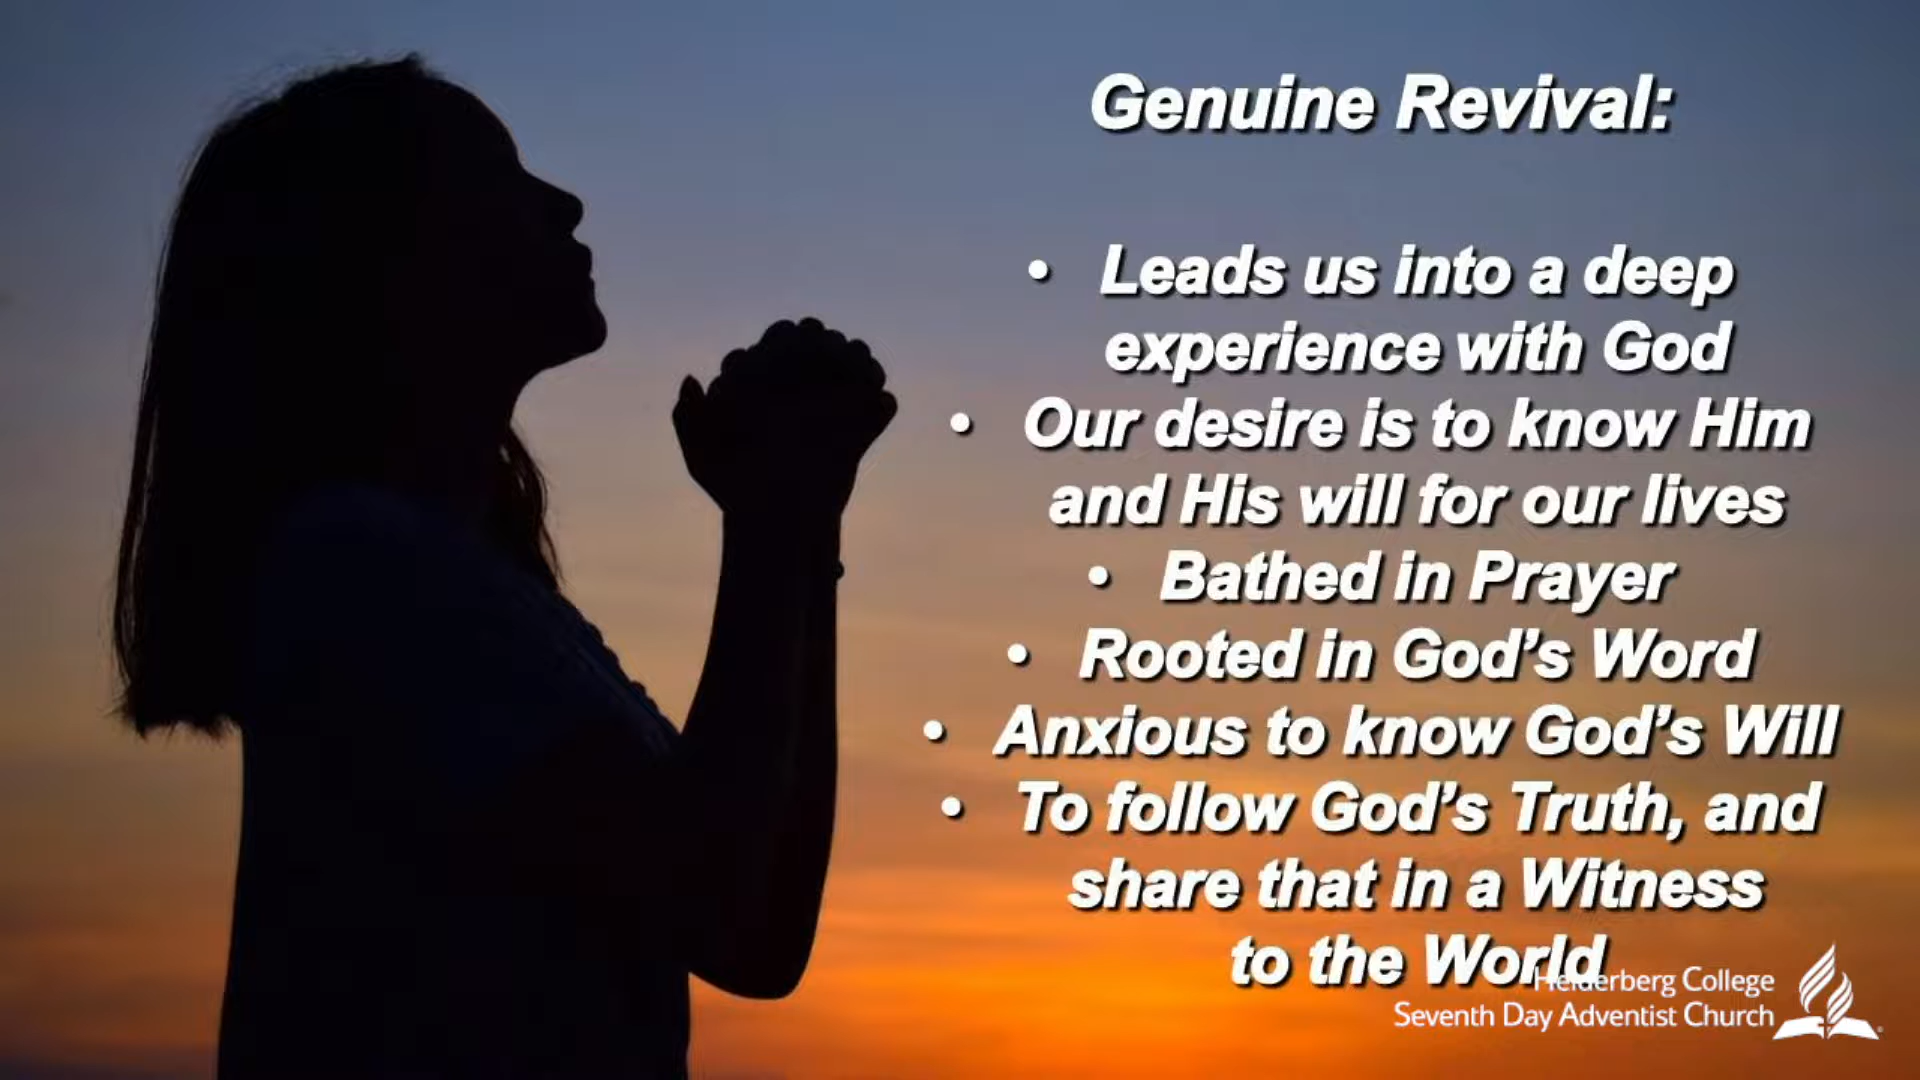 Genuine Revival:
• Leads us into a deep
experience with God
• Our desire is to know Him
and His will for our lives
• Bathed in Prayer
• Rooted in God’s Word
• Anxious to know God’s Will
• To follow God’s Truth, and
share that in a Witness
to the World
Helderberg College
Seventh Day Adventist Church